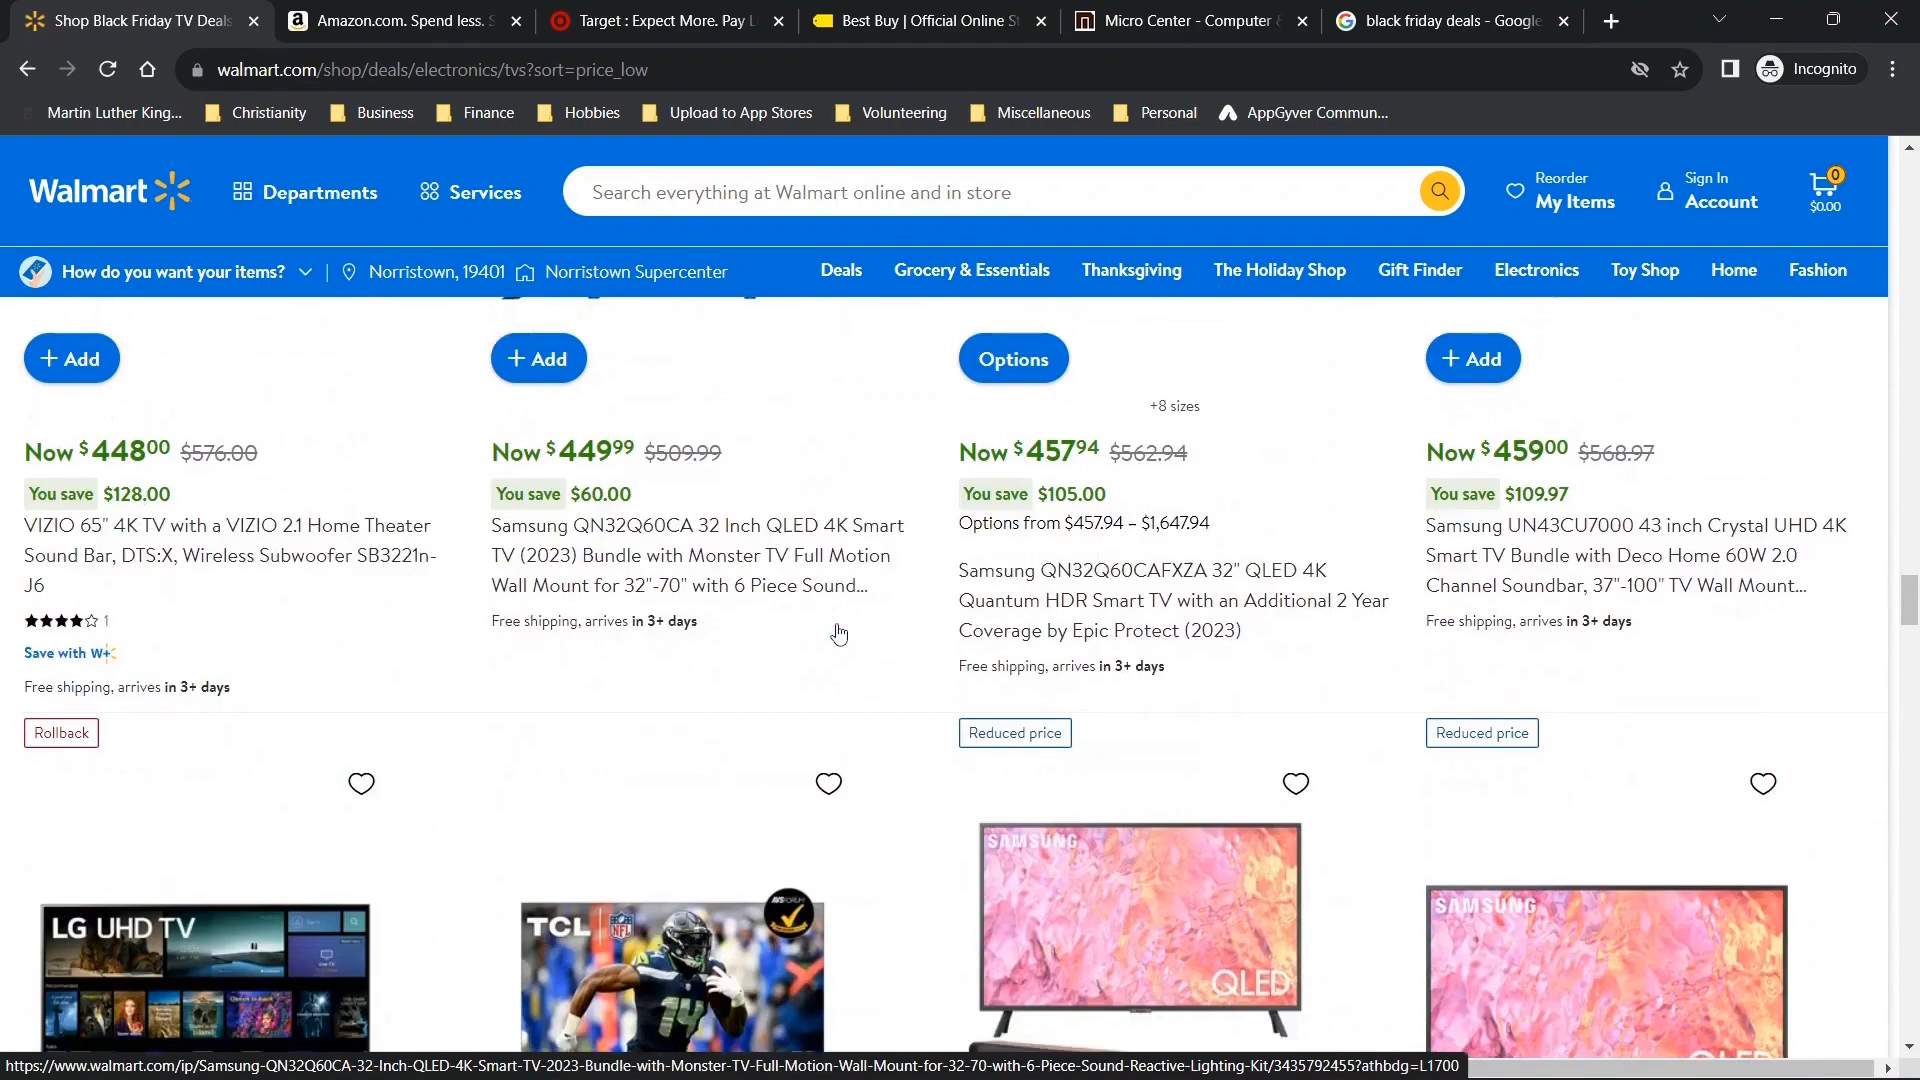 Shop Black Friday TV Deals
Amazon.com. Spend less. S
Target : Expect More. Pay L
Best Buy | Official Online S
Micro Center - Computer &
black friday deals - Google
walmart.com/shop/deals/electronics/tvs?sort=price_low
Incognito
Martin Luther King...
Christianity
Business
Finance
Hobbies
Upload to App Stores
Volunteering
Miscellaneous
Personal
AppGyver Commun...
Walmart
Departments
Services
Search everything at Walmart online and in store
Reorder
My Items
Sign In
Account
0
$0.00
How do you want your items?
Norristown, 19401
Norristown Supercenter
Deals
Grocery & Essentials
Thanksgiving
The Holiday Shop
Gift Finder
Electronics
Toy Shop
Home
Fashion
+ Add
+ Add
Options
+ Add
+8 sizes
Now $448.00 $576.00
You save $128.00
VIZIO 65" 4K TV with a VIZIO 2.1 Home Theater
Sound Bar, DTS:X, Wireless Subwoofer SB3221n-
J6
1
Save with W+
Free shipping, arrives in 3+ days
Now $449.99 $509.99
You save $60.00
Samsung QN32Q60CA 32 Inch QLED 4K Smart
TV (2023) Bundle with Monster TV Full Motion
Wall Mount for 32"-70" with 6 Piece Sound...
Free shipping, arrives in 3+ days
Now $457.94 $562.94
You save $105.00
Options from $457.94 – $1,647.94
Samsung QN32Q60CAFXZA 32" QLED 4K
Quantum HDR Smart TV with an Additional 2 Year
Coverage by Epic Protect (2023)
Free shipping, arrives in 3+ days
Now $459.00 $568.97
You save $109.97
Samsung UN43CU7000 43 inch Crystal UHD 4K
Smart TV Bundle with Deco Home 60W 2.0
Channel Soundbar, 37"-100" TV Wall Mount...
Free shipping, arrives in 3+ days
Rollback
Reduced price
Reduced price
LG UHD TV
TCL
NFL
14
SAMSUNG
QLED
SAMSUNG
https://www.walmart.com/ip/Samsung-QN32Q60CA-32-Inch-QLED-4K-Smart-TV-2023-Bundle-with-Monster-TV-Full-Motion-Wall-Mount-for-32-70-with-6-Piece-Sound-Reactive-Lighting-Kit/3435792455?athbdg=L1700